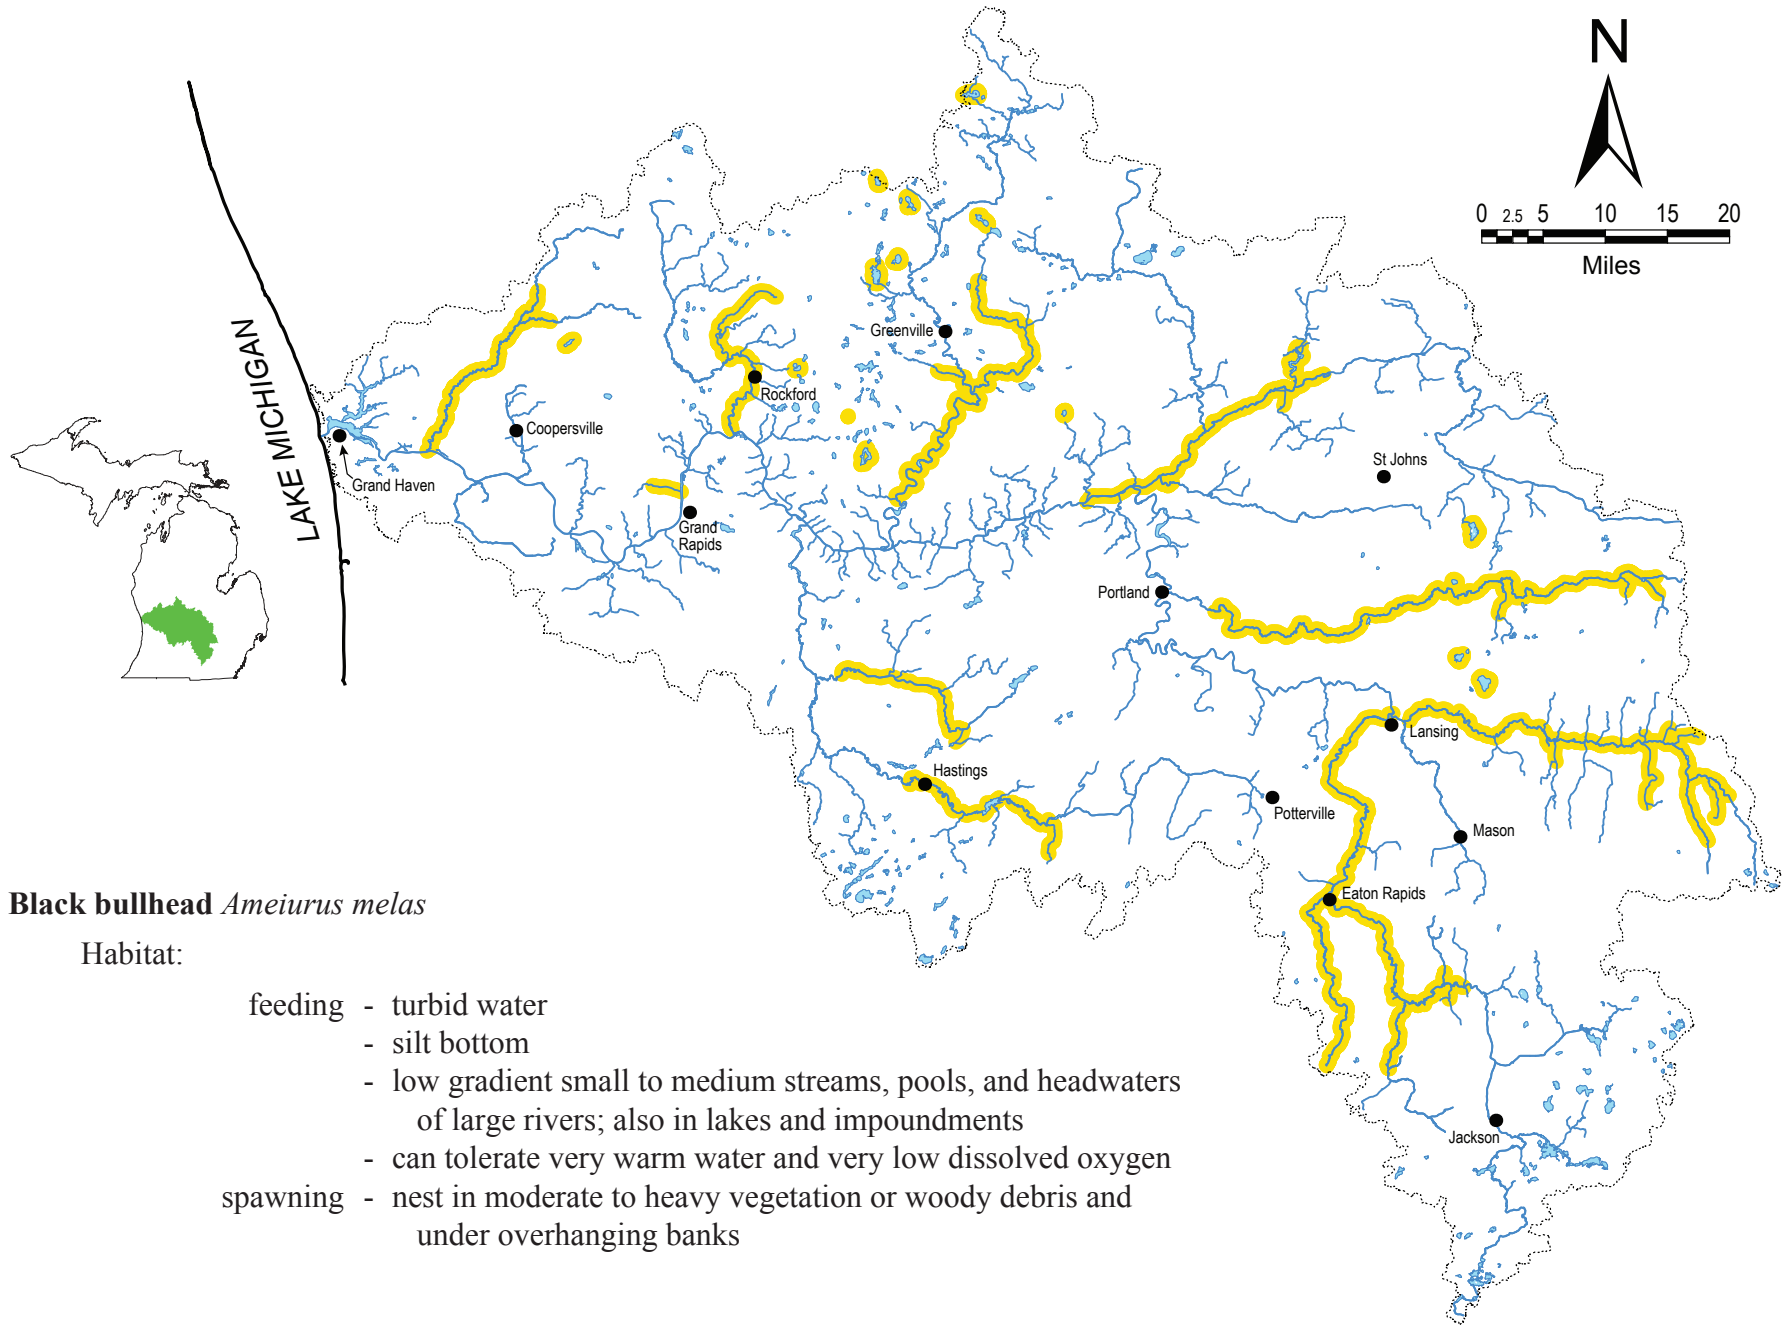 N
0 2.5 5 10 15 20
Miles
LAKE MICHIGAN
Greenville
Rockford
Coopersville
Grand Haven
St Johns
Grand
Rapids
Portland
Lansing
Hastings
Potterville
Mason
Eaton Rapids
Jackson
Black bullhead Ameiurus melas
Habitat:
feeding - turbid water
- silt bottom
- low gradient small to medium streams, pools, and headwaters
of large rivers; also in lakes and impoundments
- can tolerate very warm water and very low dissolved oxygen
spawning - nest in moderate to heavy vegetation or woody debris and
under overhanging banks